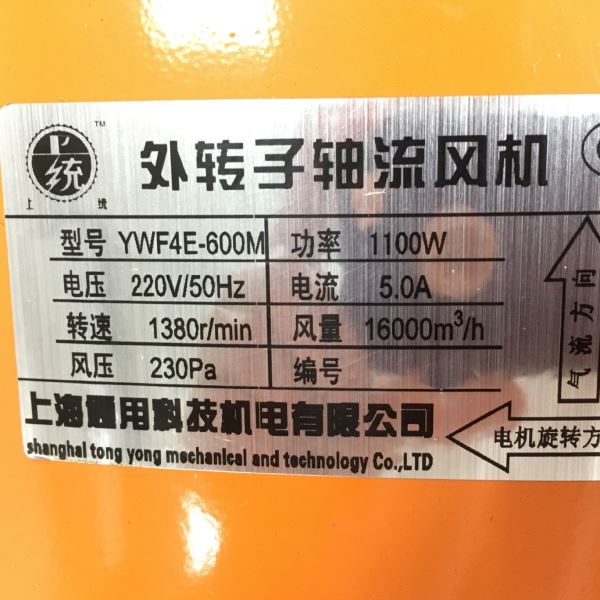 上统
TM
外转子轴流风机
上 统
型号 YWF4E-600M 功率 1100W
电压 220V/50Hz 电流 5.0A
转速 1380r/min 风量 16000m³/h
风压 230Pa 编号
气流方向
上海通用科技机电有限公司
shanghai tong yong mechanical and technology Co.,LTD
电机旋转方